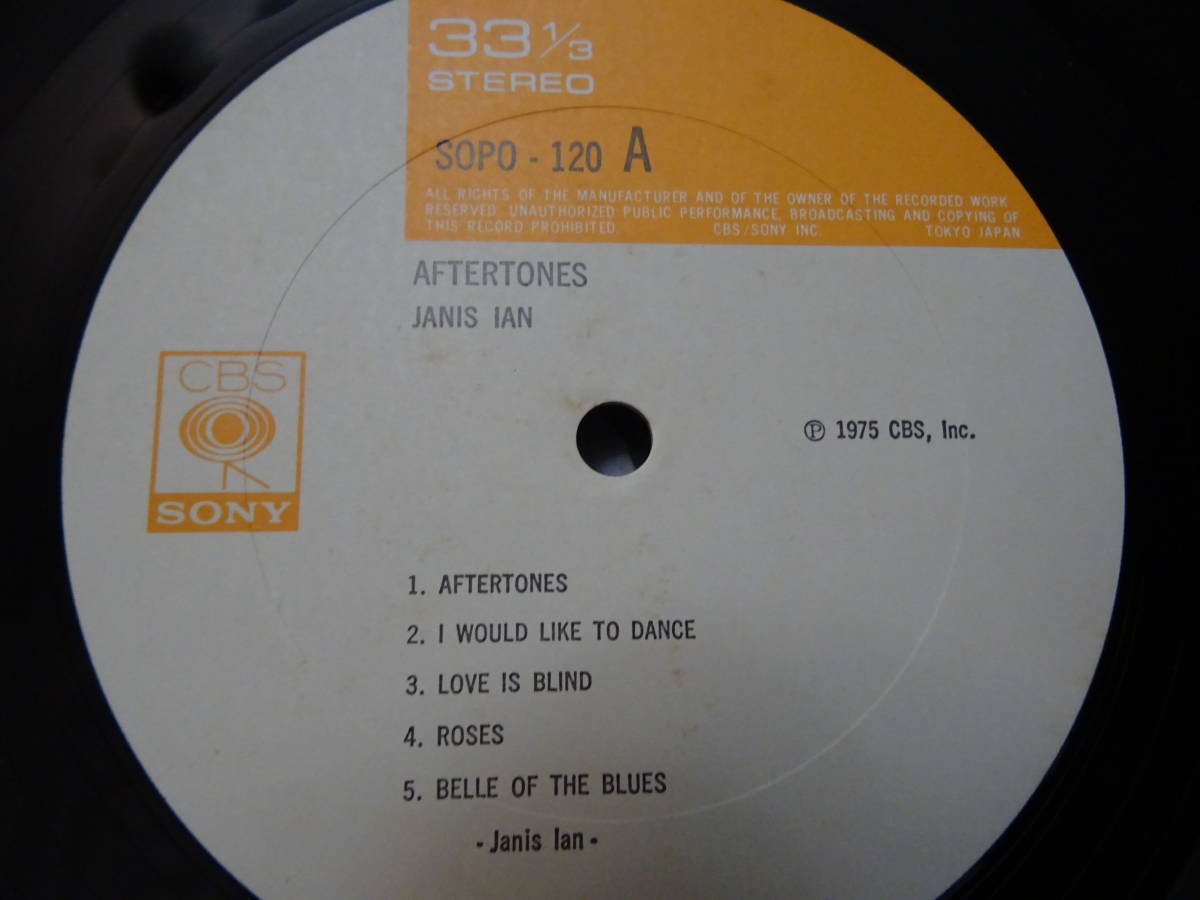 33 1/3
STEREO
SOPO - 120 A
ALL RIGHTS OF THE MANUFACTURER AND OF THE OWNER OF THE RECORDED WORK
RESERVED. UNAUTHORIZED PUBLIC PERFORMANCE, BROADCASTING AND COPYING OF
THIS RECORD PROHIBITED. CBS/SONY INC. TOKYO JAPAN.
AFTERTONES
JANIS IAN
CBS
SONY
Ⓟ 1975 CBS, Inc.
1. AFTERTONES
2. I WOULD LIKE TO DANCE
3. LOVE IS BLIND
4. ROSES
5. BELLE OF THE BLUES
- Janis Ian -